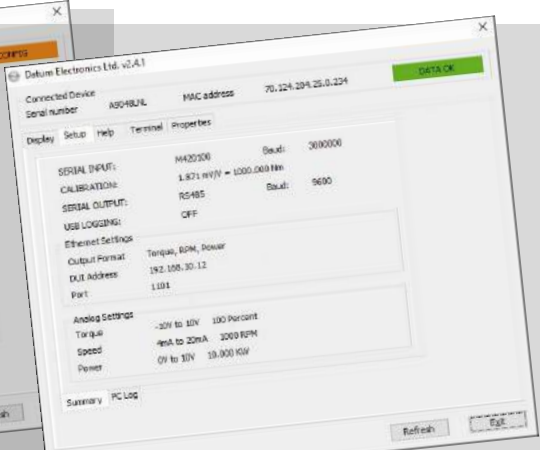 CONFIG
Datum Electronics Ltd. v2.4.1
Connected Device
Serial number A9048LNL MAC address 70.124.204.25.0.234
DATA OK
Display Setup Help Terminal Properties
SERIAL INPUT: M420100 Baud: 3000000
CALIBRATION: 1.871 mV/V = 1000.000 Nm
SERIAL OUTPUT: RS485 Baud: 9600
USB LOGGING: OFF
Ethernet Settings
Output Format Torque, RPM, Power
DUI Address 192.168.10.12
Port 1101
Analog Settings
Torque -10V to 10V 100 Percent
Speed 4mA to 20mA 1000 RPM
Power 0V to 10V 10.000 KW
Summary PC Log
Refresh Exit